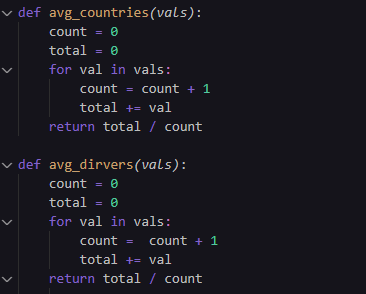 def avg_countries(vals):
    count = 0
    total = 0
    for val in vals:
        count = count + 1
        total += val
    return total / count

def avg_dirvers(vals):
    count = 0
    total = 0
    for val in vals:
        count =  count + 1
        total += val
    return total / count